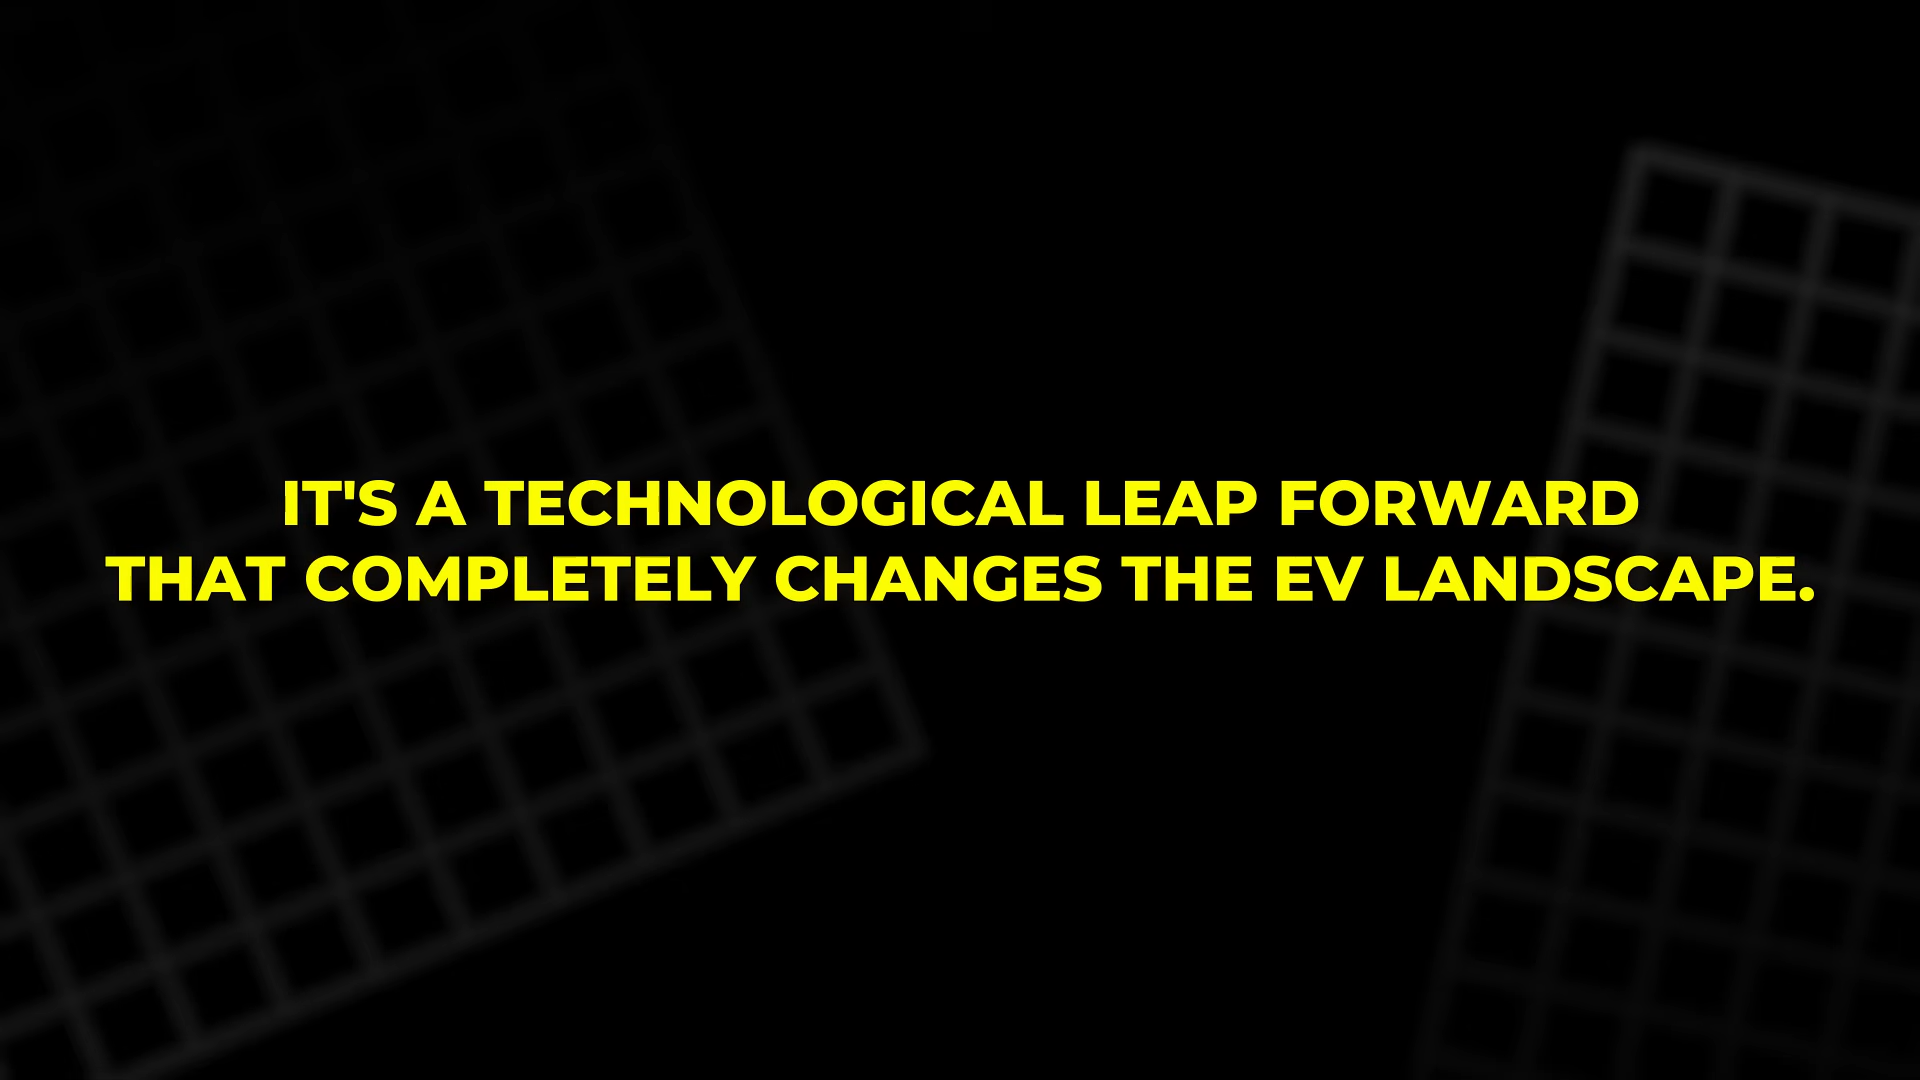 IT'S A TECHNOLOGICAL LEAP FORWARD
THAT COMPLETELY CHANGES THE EV LANDSCAPE.